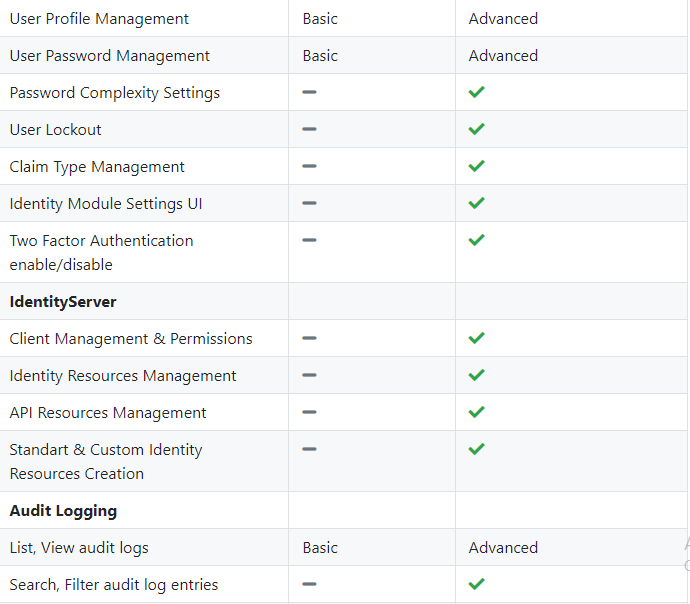 User Profile Management Basic Advanced
User Password Management Basic Advanced
Password Complexity Settings
User Lockout
Claim Type Management
Identity Module Settings UI
Two Factor Authentication
enable/disable
IdentityServer
Client Management & Permissions
Identity Resources Management
API Resources Management
Standart & Custom Identity
Resources Creation
Audit Logging
List, View audit logs Basic Advanced
Search, Filter audit log entries